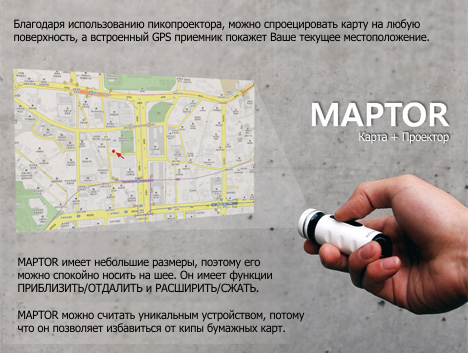 Благодаря использованию пикопроектора, можно спроецировать карту на любую
поверхность, а встроенный GPS приемник покажет Ваше текущее местоположение.
MAPTOR
Карта + Проектор
MAPTOR имеет небольшие размеры, поэтому его
можно спокойно носить на шее. Он имеет функции
ПРИБЛИЗИТЬ/ОТДАЛИТЬ и РАСШИРИТЬ/СЖАТЬ.
MAPTOR можно считать уникальным устройством, потому
что он позволяет избавиться от кипы бумажных карт.